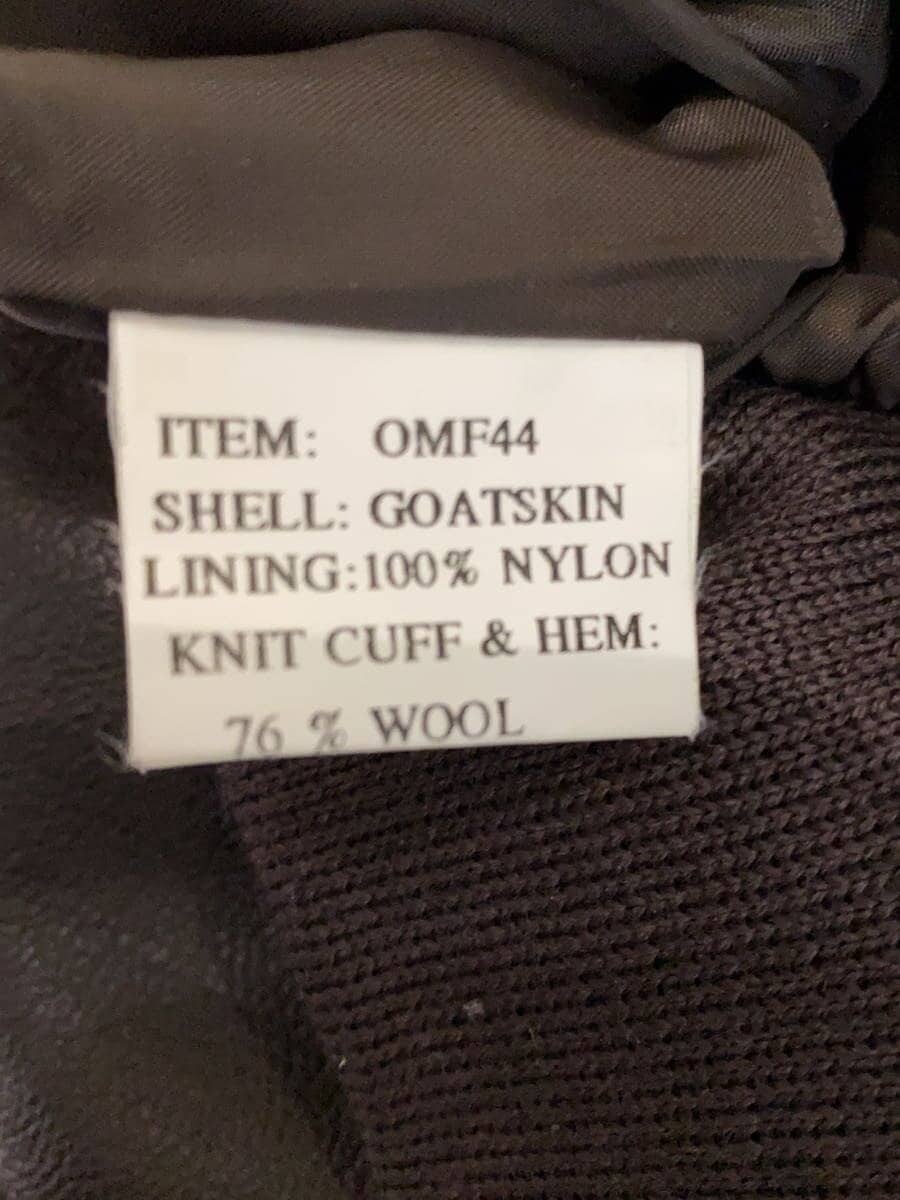 ITEM: OMF44
SHELL: GOATSKIN
LINING:100% NYLON
KNIT CUFF & HEM:
76 % WOOL